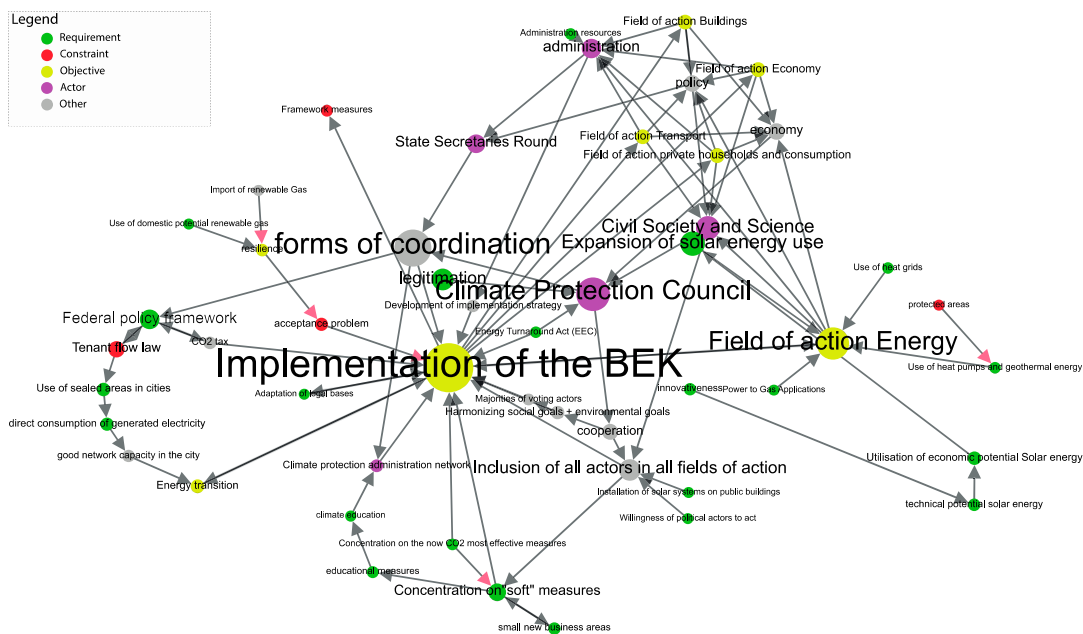 Legend
Requirement
Constraint
Objective
Actor
Other
Field of action Buildings
Administration resources
administration
Field of action Economy
policy
Framework measures
economy
Field of action Transport
State Secretaries Round
Field of action private households and consumption
Import of renewable Gas
Use of domestic potential renewable gas
Civil Society and Science
resilience
forms of coordination
Expansion of solar energy use
Use of heat grids
legitimation
Climate Protection Council
Development of implementation strategy
protected areas
Federal policy framework
acceptance problem
Energy Turnaround Act (EEC)
CO2 tax
Field of action Energy
Tenant flow law
Implementation of the BEK
Use of heat pumps and geothermal energy
Use of sealed areas in cities
Adaptation of legal bases
innovativeness
Power to Gas Applications
Majorities of voting actors
Harmonizing social goals + environmental goals
direct consumption of generated electricity
cooperation
good network capacity in the city
Climate protection administration network
Inclusion of all actors in all fields of action
Utilisation of economic potential Solar energy
Energy transition
Installation of solar systems on public buildings
technical potential solar energy
climate education
Willingness of political actors to act
Concentration on the now CO2 most effective measures
educational measures
Concentration on"soft" measures
small new business areas